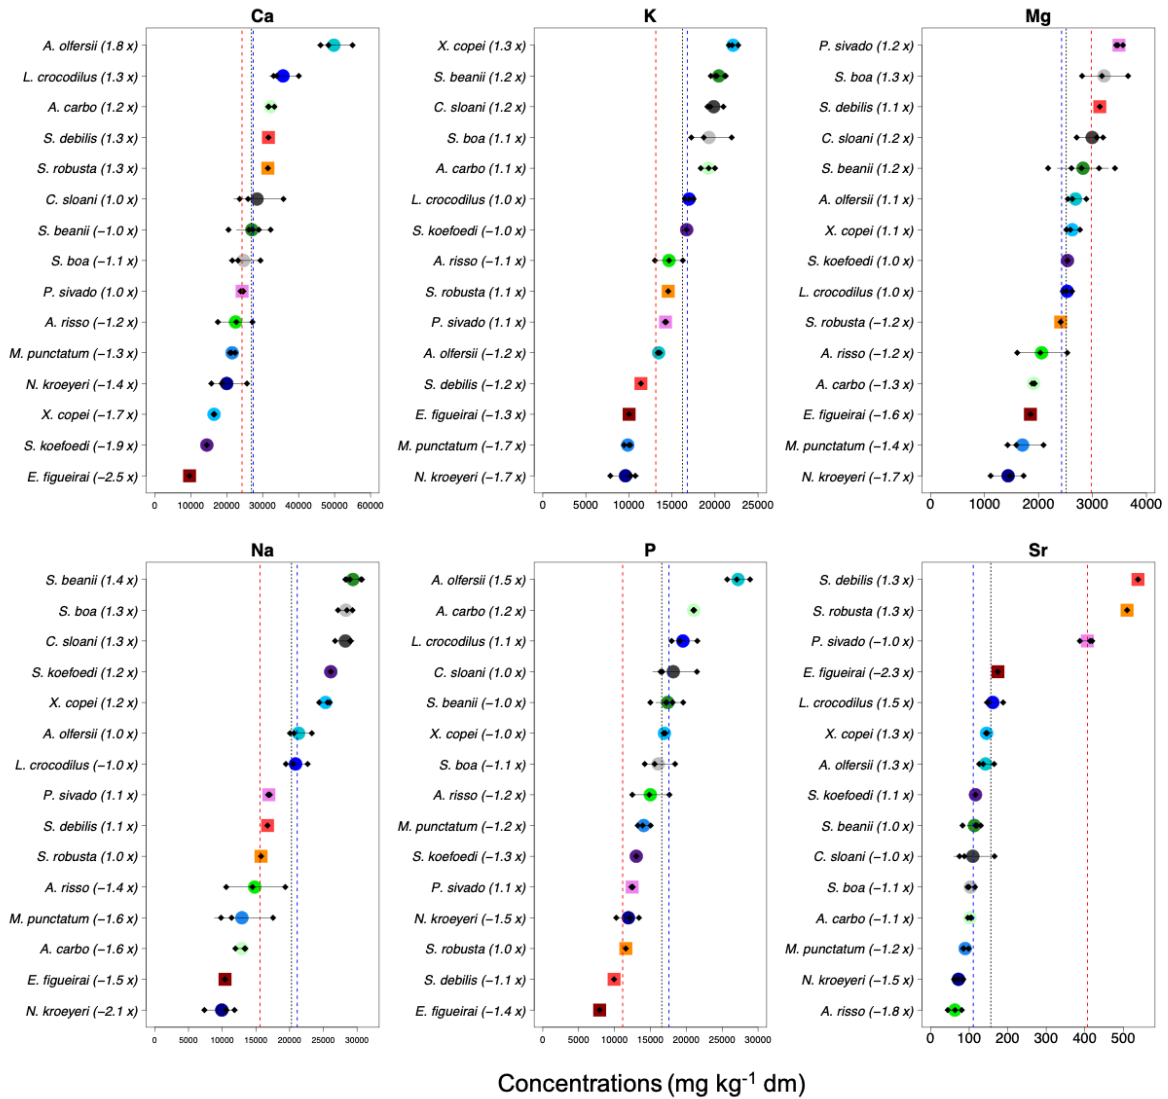 Ca
A. olfersii (1.8 x)
L. crocodilus (1.3 x)
A. carbo (1.2 x)
S. debilis (1.3 x)
S. robusta (1.3 x)
C. sloani (1.0 x)
S. beanii (−1.0 x)
S. boa (−1.1 x)
P. sivado (1.0 x)
A. risso (−1.2 x)
M. punctatum (−1.3 x)
N. kroeyeri (−1.4 x)
X. copei (−1.7 x)
S. koefoedi (−1.9 x)
E. figueirai (−2.5 x)
0 10000 20000 30000 40000 50000 60000
K
X. copei (1.3 x)
S. beanii (1.2 x)
C. sloani (1.2 x)
S. boa (1.1 x)
A. carbo (1.1 x)
L. crocodilus (1.0 x)
S. koefoedi (−1.0 x)
A. risso (−1.1 x)
S. robusta (1.1 x)
P. sivado (1.1 x)
A. olfersii (−1.2 x)
S. debilis (−1.2 x)
E. figueirai (−1.3 x)
M. punctatum (−1.7 x)
N. kroeyeri (−1.7 x)
0 5000 10000 15000 20000 25000
Mg
P. sivado (1.2 x)
S. boa (1.3 x)
S. debilis (1.1 x)
C. sloani (1.2 x)
S. beanii (1.2 x)
A. olfersii (1.1 x)
X. copei (1.1 x)
S. koefoedi (1.0 x)
L. crocodilus (1.0 x)
S. robusta (−1.2 x)
A. risso (−1.2 x)
A. carbo (−1.3 x)
E. figueirai (−1.6 x)
M. punctatum (−1.4 x)
N. kroeyeri (−1.7 x)
0 1000 2000 3000 4000
Na
S. beanii (1.4 x)
S. boa (1.3 x)
C. sloani (1.3 x)
S. koefoedi (1.2 x)
X. copei (1.2 x)
A. olfersii (1.0 x)
L. crocodilus (−1.0 x)
P. sivado (1.1 x)
S. debilis (1.1 x)
S. robusta (1.0 x)
A. risso (−1.4 x)
M. punctatum (−1.6 x)
A. carbo (−1.6 x)
E. figueirai (−1.5 x)
N. kroeyeri (−2.1 x)
0 5000 10000 15000 20000 25000 30000
P
A. olfersii (1.5 x)
A. carbo (1.2 x)
L. crocodilus (1.1 x)
C. sloani (1.0 x)
S. beanii (−1.0 x)
X. copei (−1.0 x)
S. boa (−1.1 x)
A. risso (−1.2 x)
M. punctatum (−1.2 x)
S. koefoedi (−1.3 x)
P. sivado (1.1 x)
N. kroeyeri (−1.5 x)
S. robusta (1.0 x)
S. debilis (−1.1 x)
E. figueirai (−1.4 x)
0 5000 10000 15000 20000 25000 30000
Sr
S. debilis (1.3 x)
S. robusta (1.3 x)
P. sivado (−1.0 x)
E. figueirai (−2.3 x)
L. crocodilus (1.5 x)
X. copei (1.3 x)
A. olfersii (1.3 x)
S. koefoedi (1.1 x)
S. beanii (1.0 x)
C. sloani (−1.0 x)
S. boa (−1.1 x)
A. carbo (−1.1 x)
M. punctatum (−1.2 x)
N. kroeyeri (−1.5 x)
A. risso (−1.8 x)
0 100 200 300 400 500
Concentrations (mg kg⁻¹ dm)